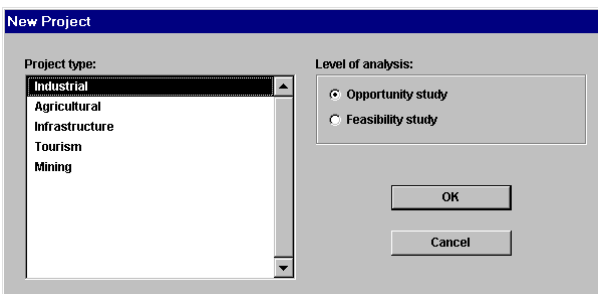 New Project
Project type:
Industrial
Agricultural
Infrastructure
Tourism
Mining
Level of analysis:
Opportunity study
Feasibility study
OK
Cancel